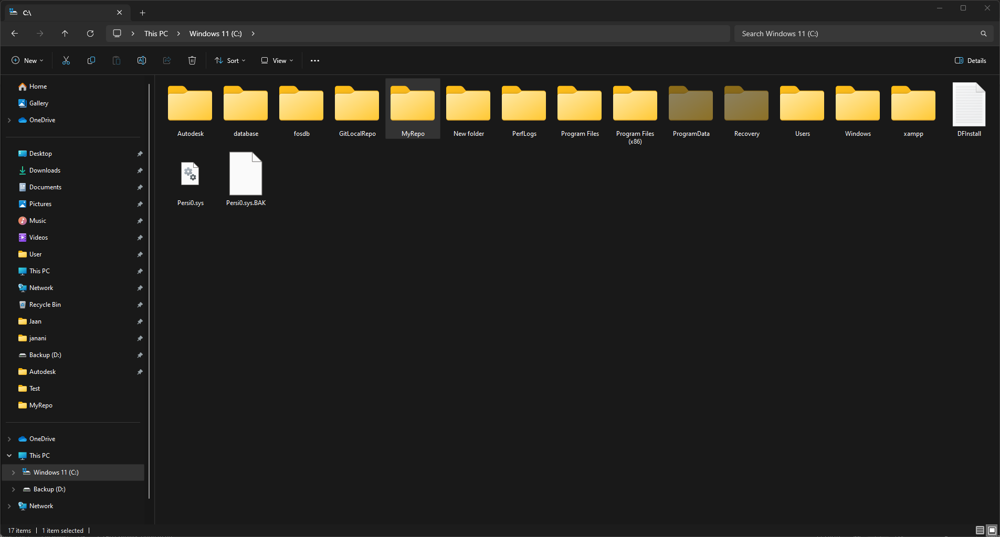 C:\
This PC
Windows 11 (C:)
Search Windows 11 (C:)
New
Sort
View
Details
Home
Gallery
OneDrive
Desktop
Downloads
Documents
Pictures
Music
Videos
User
This PC
Network
Recycle Bin
Jaan
janani
Backup (D:)
Autodesk
Test
MyRepo
OneDrive
This PC
Windows 11 (C:)
Backup (D:)
Network
Autodesk
database
fosdb
GitLocalRepo
MyRepo
New folder
PerfLogs
Program Files
Program Files
(x86)
ProgramData
Recovery
Users
Windows
xampp
DFInstall
Persi0.sys
Persi0.sys.BAK
17 items
1 item selected